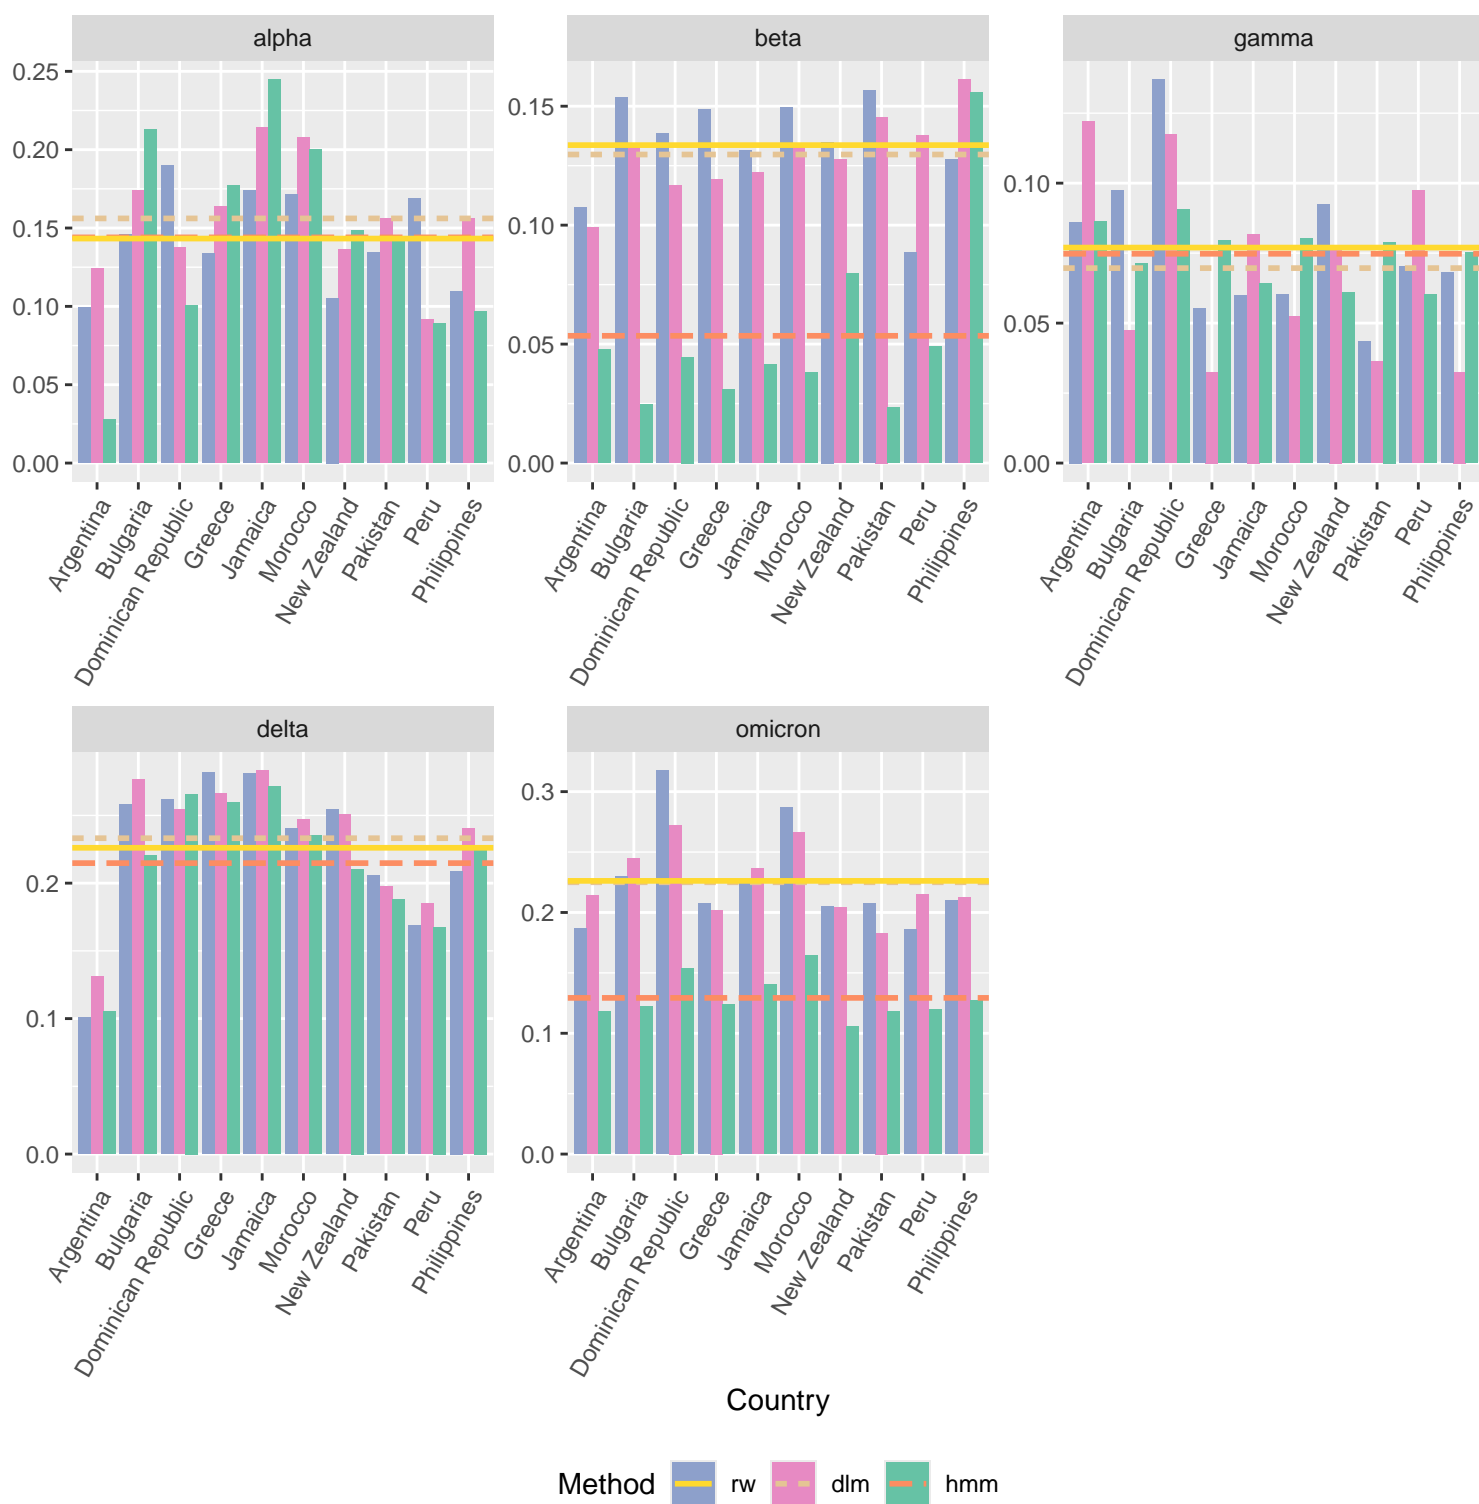 alpha
beta
gamma
0.25
0.20
0.15
0.10
0.05
0.00
0.15
0.10
0.05
0.00
0.10
0.05
0.00
Argentina
Bulgaria
Dominican Republic
Greece
Jamaica
Morocco
New Zealand
Pakistan
Peru
Philippines
Argentina
Bulgaria
Dominican Republic
Greece
Jamaica
Morocco
New Zealand
Pakistan
Peru
Philippines
Argentina
Bulgaria
Dominican Republic
Greece
Jamaica
Morocco
New Zealand
Pakistan
Peru
Philippines
delta
omicron
0.2
0.1
0.0
0.3
0.2
0.1
0.0
Argentina
Bulgaria
Dominican Republic
Greece
Jamaica
Morocco
New Zealand
Pakistan
Peru
Philippines
Argentina
Bulgaria
Dominican Republic
Greece
Jamaica
Morocco
New Zealand
Pakistan
Peru
Philippines
Country
Method rw dlm hmm